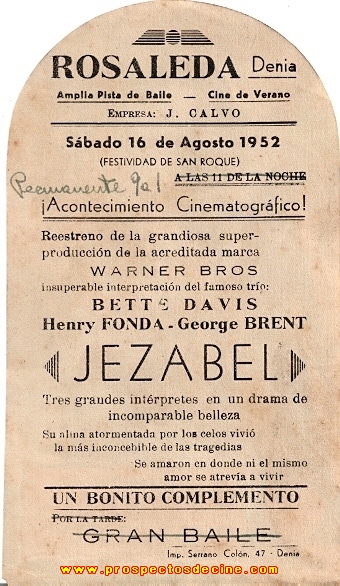 ROSALEDA Denia
Amplia Pista de Baile — Cine de Verano
EMPRESA: J. CALVO
Sábado 16 de Agosto 1952
(FESTIVIDAD DE SAN ROQUE)
A LAS 11 DE LA NOCHE
Permanente 9 a 1
¡Acontecimiento Cinematográfico!
Reestreno de la grandiosa super-
producción de la acreditada marca
WARNER BROS
insuperable interpretación del famoso trío:
BETTE DAVIS
Henry FONDA - George BRENT
JEZABEL
Tres grandes intérpretes en un drama de
incomparable belleza
Su alma atormentada por los celos vivió
la más inconcebible de las tragedias
Se amaron en donde ni el mismo
amor se atrevía a vivir
UN BONITO COMPLEMENTO
POR LA TARDE:
GRAN BAILE
Imp. Serrano Colón, 47 - Denia
www.prospectosdecine.com